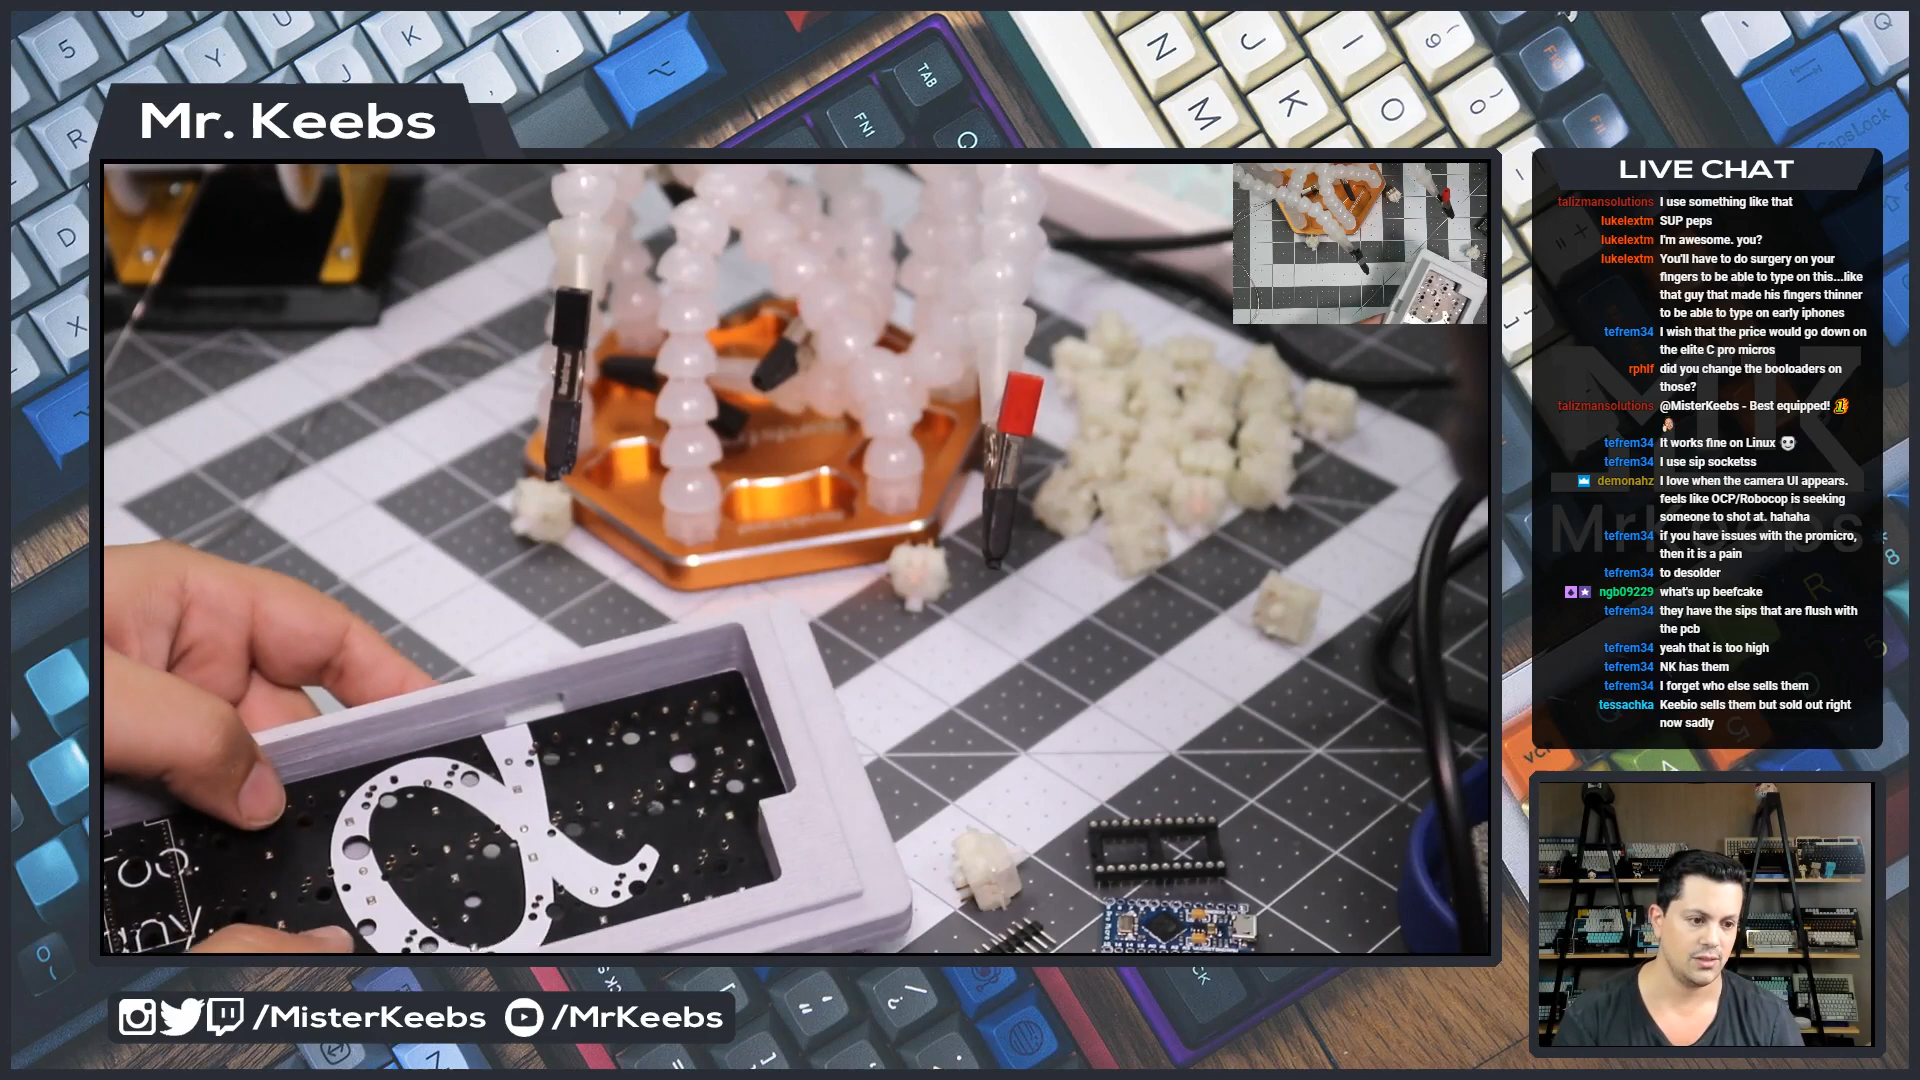 Mr. Keebs
LIVE CHAT
talizmansolutions I use something like that
lukelextm SUP peps
lukelextm I'm awesome. you?
lukelextm You'll have to do surgery on your
fingers to be able to type on this...like
that guy that made his fingers thinner
to be able to type on early iphones
tefrem34 I wish that the price would go down on
the elite C pro micros
rphlf did you change the booloaders on
those?
talizmansolutions @MisterKeebs - Best equipped!
tefrem34 It works fine on Linux
tefrem34 I use sip socketss
demonahz I love when the camera UI appears.
feels like OCP/Robocop is seeking
someone to shot at. hahaha
tefrem34 if you have issues with the promicro,
then it is a pain
tefrem34 to desolder
ngb09229 what's up beefcake
tefrem34 they have the sips that are flush with
the pcb
tefrem34 yeah that is too high
tefrem34 NK has them
tefrem34 I forget who else sells them
tessachka Keebio sells them but sold out right
now sadly
MrKeebs
/MisterKeebs
/MrKeebs
5
Y
U
K
J
R
D
X
Z
TAB
FN1
N
J
I
M
K
O
CapsLock
Q
α